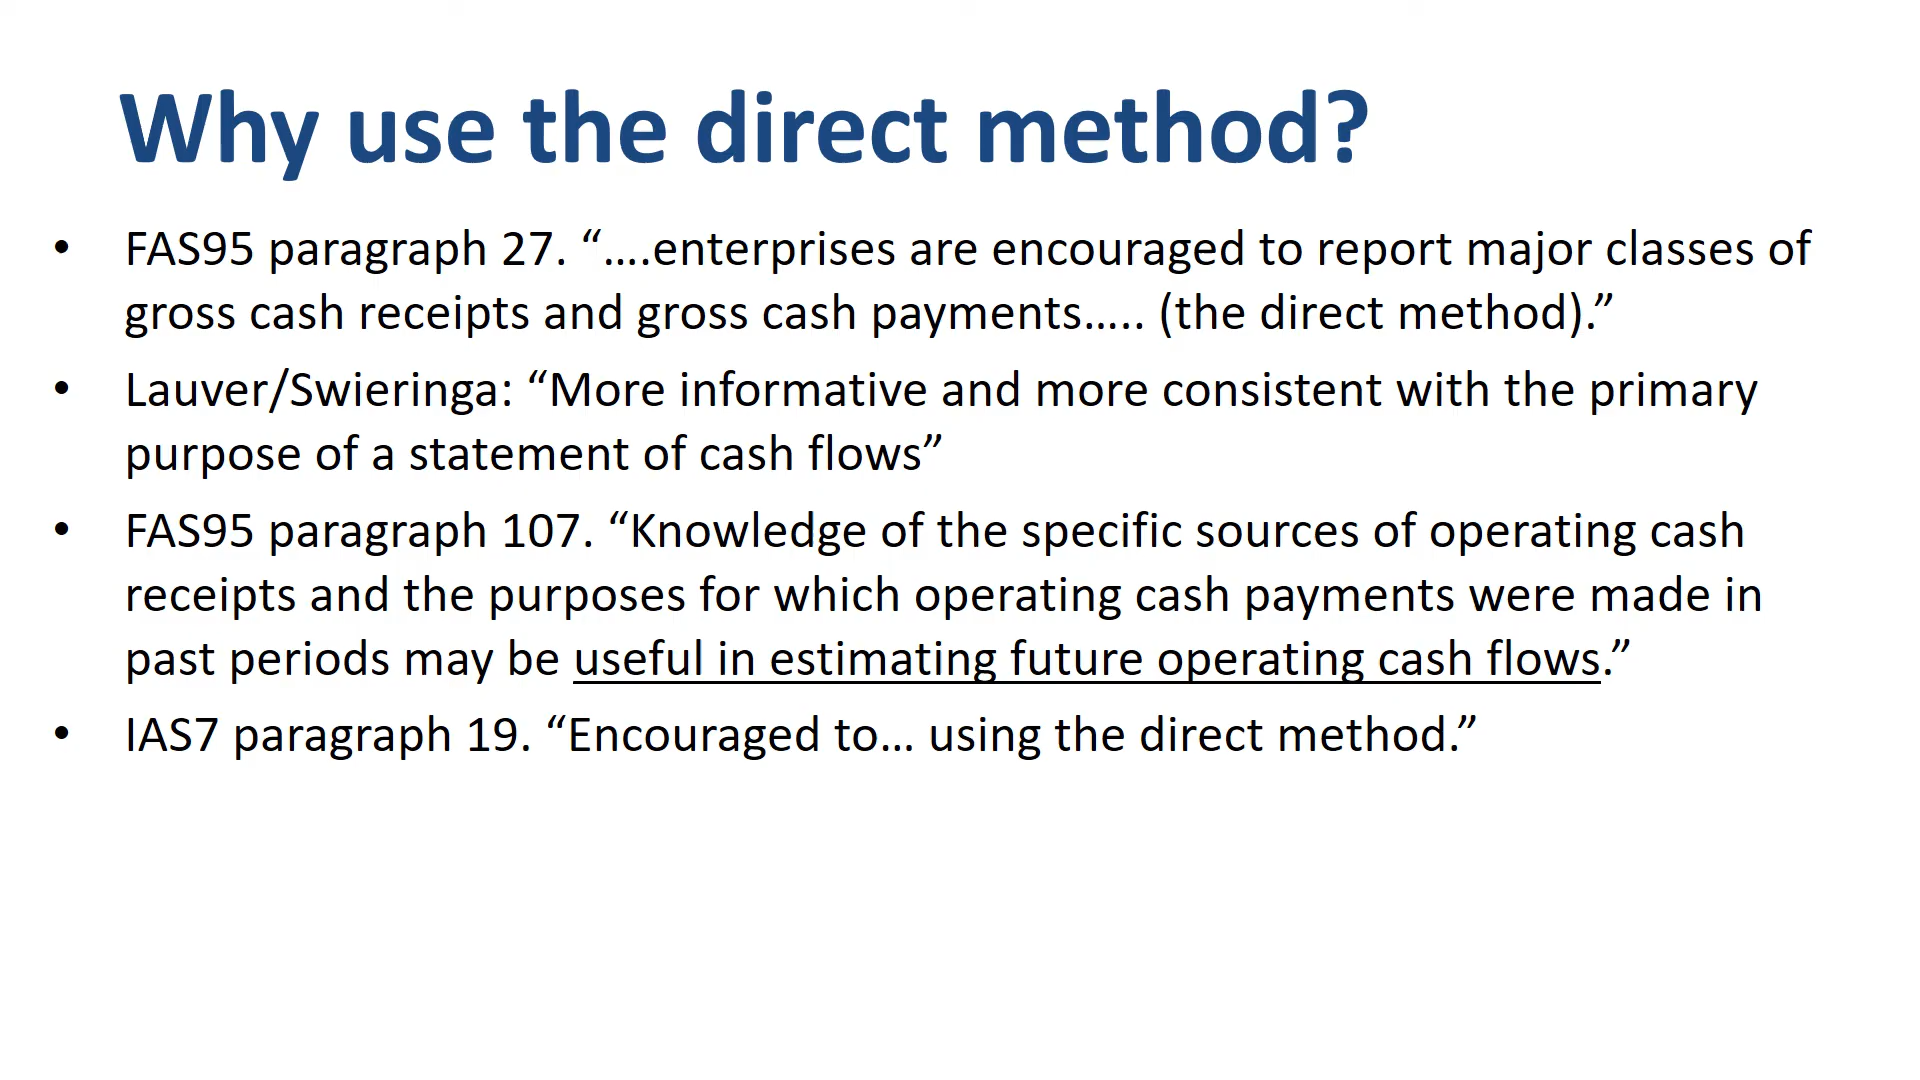 Why use the direct method?
• FAS95 paragraph 27. “….enterprises are encouraged to report major classes of
gross cash receipts and gross cash payments….. (the direct method).”
• Lauver/Swieringa: “More informative and more consistent with the primary
purpose of a statement of cash flows”
• FAS95 paragraph 107. “Knowledge of the specific sources of operating cash
receipts and the purposes for which operating cash payments were made in
past periods may be useful in estimating future operating cash flows.”
• IAS7 paragraph 19. “Encouraged to… using the direct method.”